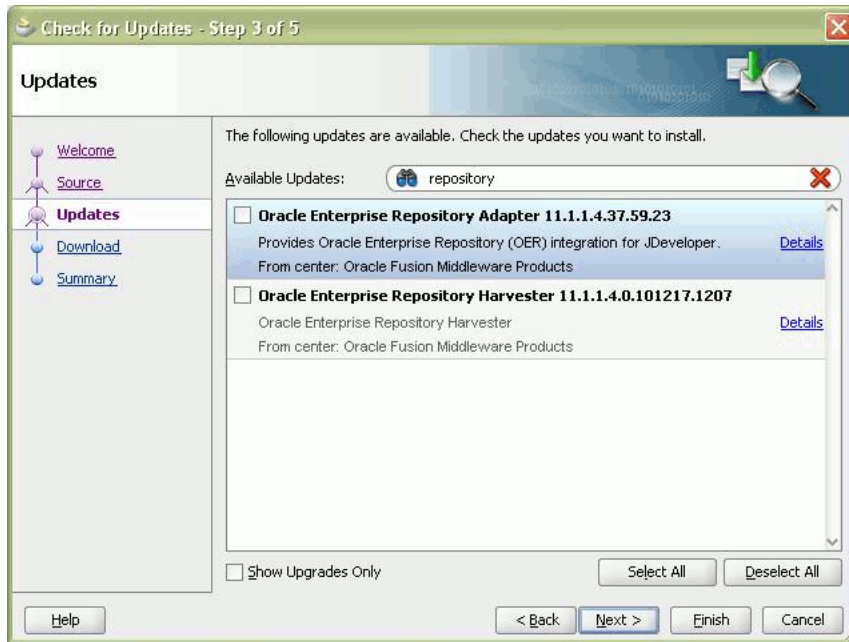 Check for Updates - Step 3 of 5
Updates
Welcome
Source
Updates
Download
Summary
The following updates are available. Check the updates you want to install.
Available Updates: repository
Oracle Enterprise Repository Adapter 11.1.1.4.37.59.23
Provides Oracle Enterprise Repository (OER) integration for JDeveloper. Details
From center: Oracle Fusion Middleware Products
Oracle Enterprise Repository Harvester 11.1.1.4.0.101217.1207
Oracle Enterprise Repository Harvester Details
From center: Oracle Fusion Middleware Products
Show Upgrades Only Select All Deselect All
Help < Back Next > Finish Cancel